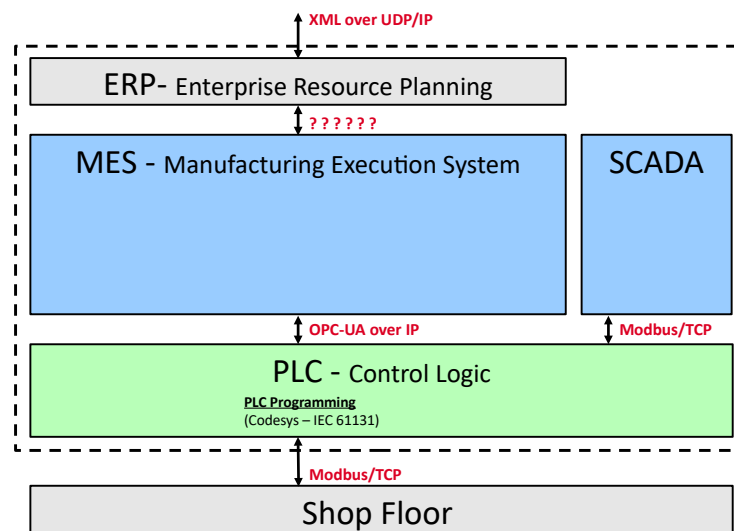 XML over UDP/IP
ERP- Enterprise Resource Planning
? ? ? ? ? ?
MES - Manufacturing Execution System
SCADA
OPC-UA over IP
Modbus/TCP
PLC - Control Logic
PLC Programming
(Codesys – IEC 61131)
Modbus/TCP
Shop Floor